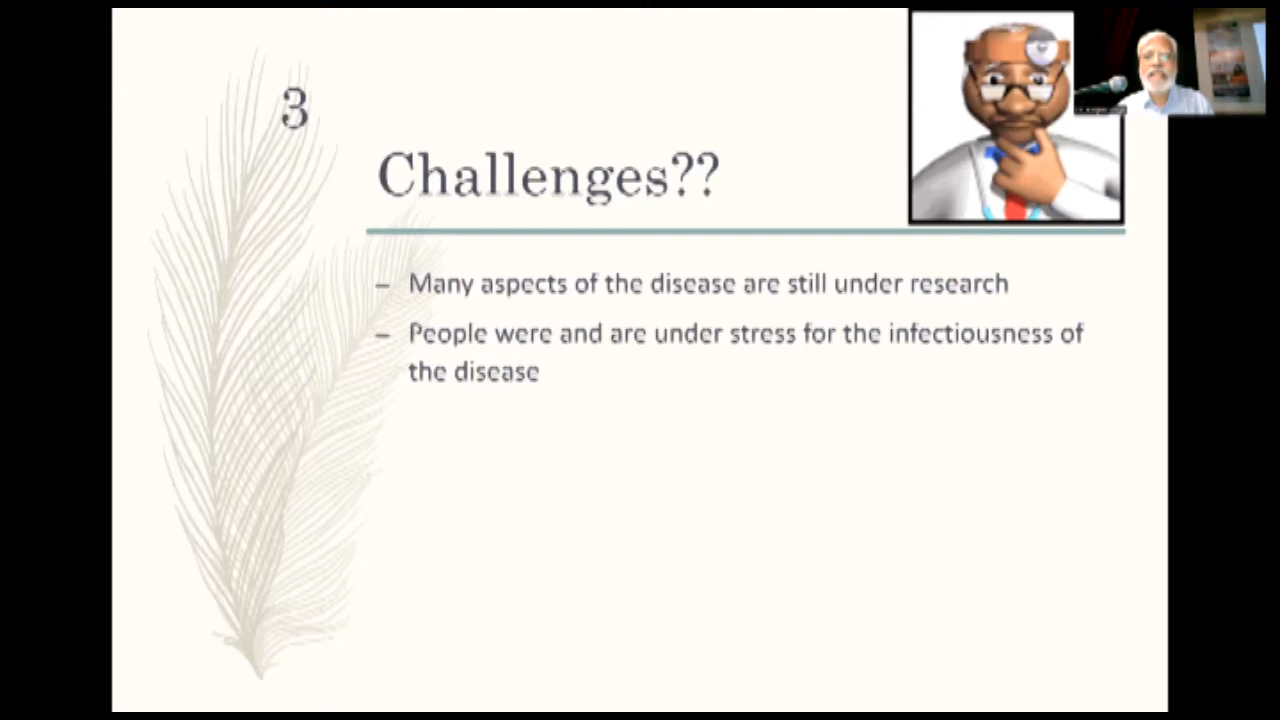 3
Challenges??
– Many aspects of the disease are still under research
– People were and are under stress for the infectiousness of
the disease